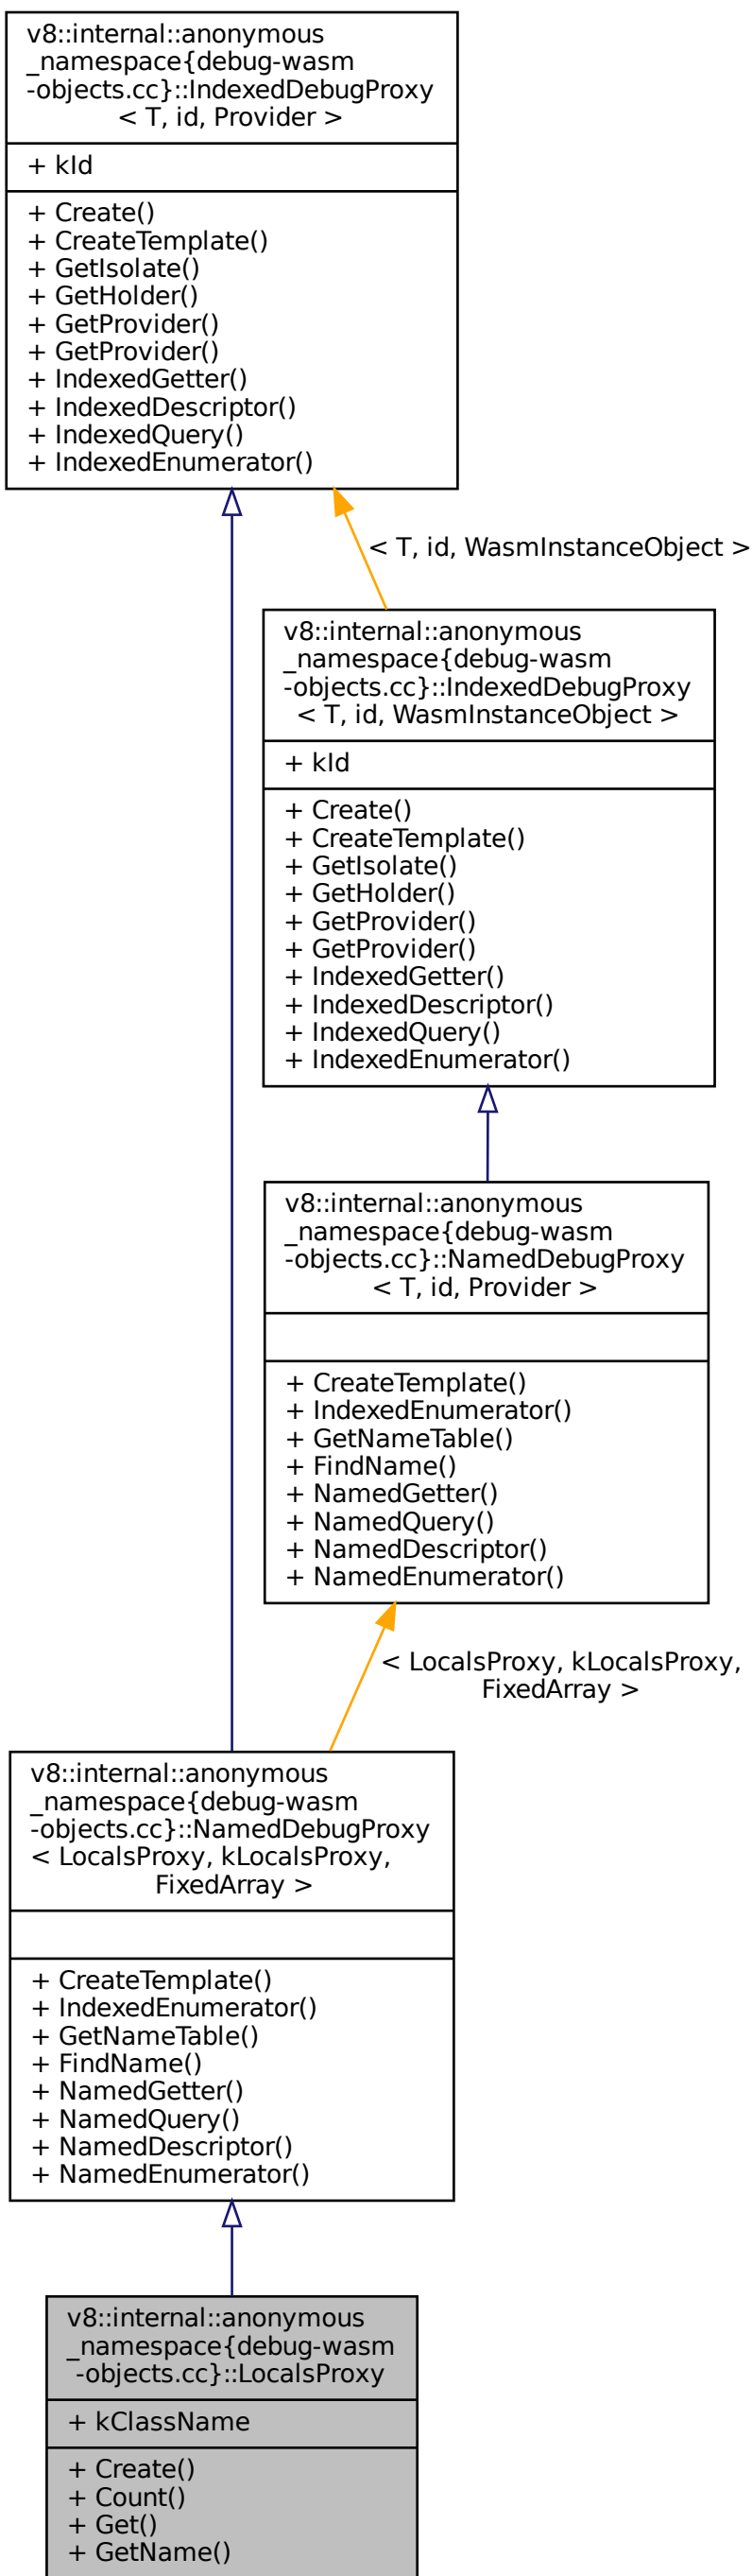 v8::internal::anonymous
_namespace{debug-wasm
-objects.cc}::IndexedDebugProxy
< T, id, Provider >
+ kId
+ Create()
+ CreateTemplate()
+ GetIsolate()
+ GetHolder()
+ GetProvider()
+ GetProvider()
+ IndexedGetter()
+ IndexedDescriptor()
+ IndexedQuery()
+ IndexedEnumerator()
< T, id, WasmInstanceObject >
v8::internal::anonymous
_namespace{debug-wasm
-objects.cc}::IndexedDebugProxy
< T, id, WasmInstanceObject >
+ kId
+ Create()
+ CreateTemplate()
+ GetIsolate()
+ GetHolder()
+ GetProvider()
+ GetProvider()
+ IndexedGetter()
+ IndexedDescriptor()
+ IndexedQuery()
+ IndexedEnumerator()
v8::internal::anonymous
_namespace{debug-wasm
-objects.cc}::NamedDebugProxy
< T, id, Provider >
+ CreateTemplate()
+ IndexedEnumerator()
+ GetNameTable()
+ FindName()
+ NamedGetter()
+ NamedQuery()
+ NamedDescriptor()
+ NamedEnumerator()
< LocalsProxy, kLocalsProxy,
FixedArray >
v8::internal::anonymous
_namespace{debug-wasm
-objects.cc}::NamedDebugProxy
< LocalsProxy, kLocalsProxy,
FixedArray >
+ CreateTemplate()
+ IndexedEnumerator()
+ GetNameTable()
+ FindName()
+ NamedGetter()
+ NamedQuery()
+ NamedDescriptor()
+ NamedEnumerator()
v8::internal::anonymous
_namespace{debug-wasm
-objects.cc}::LocalsProxy
+ kClassName
+ Create()
+ Count()
+ Get()
+ GetName()